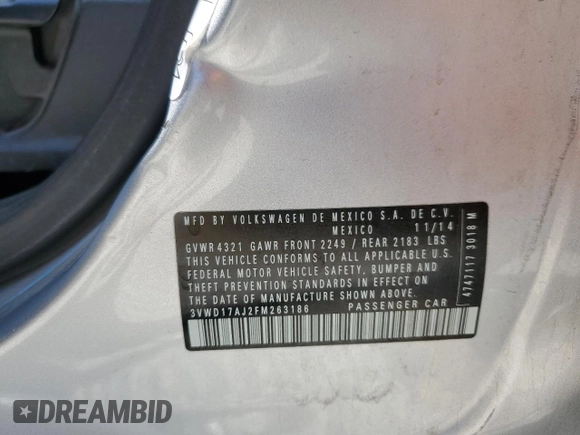 MFD BY VOLKSWAGEN DE MEXICO S.A. DE C.V.
MEXICO 11/14
GVWR 4321 GAWR FRONT 2249 / REAR 2183 LBS
THIS VEHICLE CONFORMS TO ALL APPLICABLE U.S.
FEDERAL MOTOR VEHICLE SAFETY, BUMPER AND
THEFT PREVENTION STANDARDS IN EFFECT ON
THE DATE OF MANUFACTURE SHOWN ABOVE.
3VWD17AJ2FM263186 PASSENGER CAR
4747117 3018 M
DREAMBID